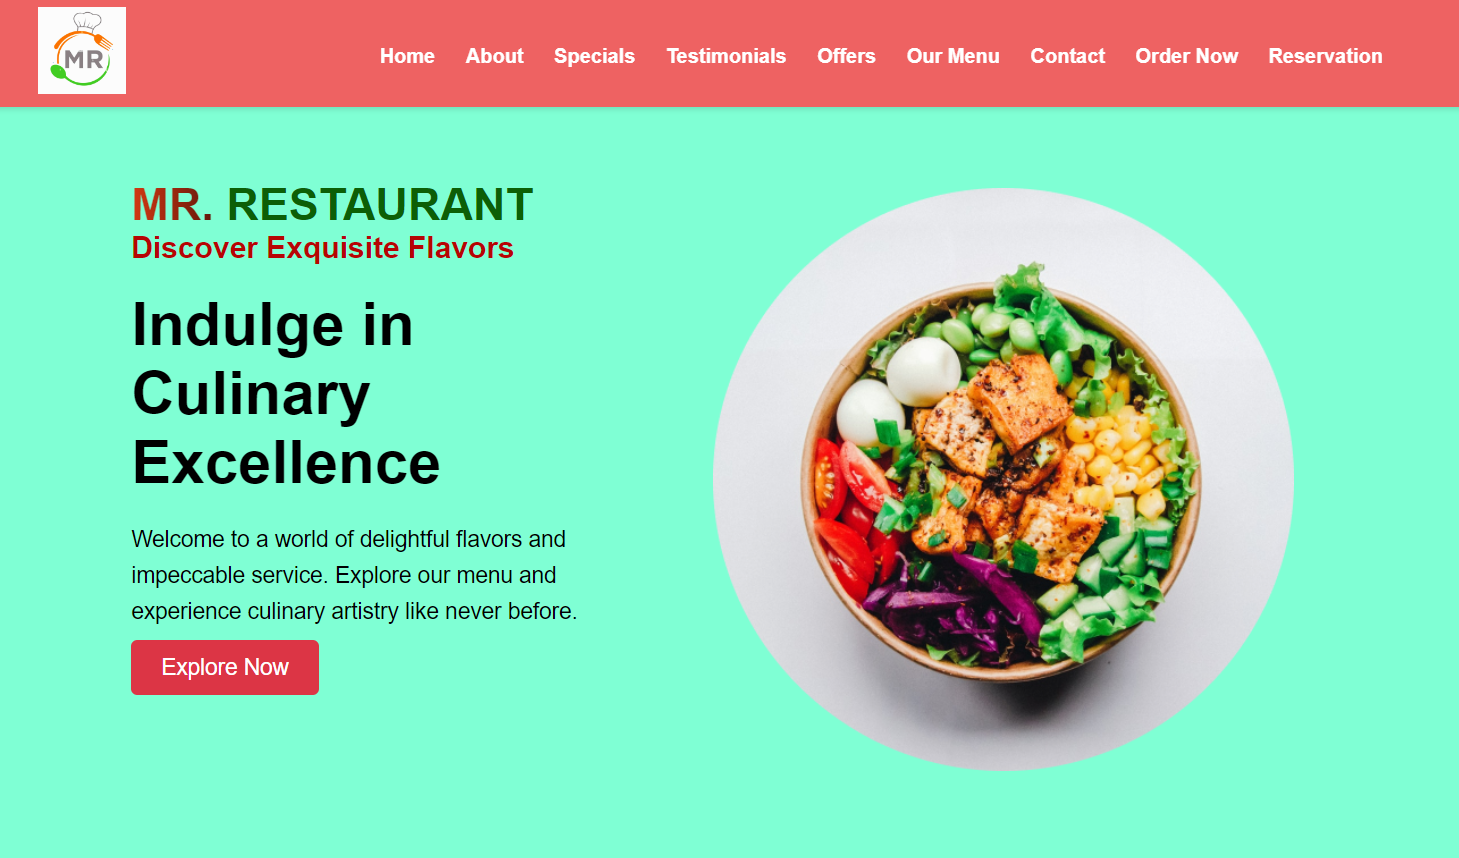 MR
Home About Specials Testimonials Offers Our Menu Contact Order Now Reservation
MR. RESTAURANT
Discover Exquisite Flavors
Indulge in
Culinary
Excellence
Welcome to a world of delightful flavors and
impeccable service. Explore our menu and
experience culinary artistry like never before.
Explore Now